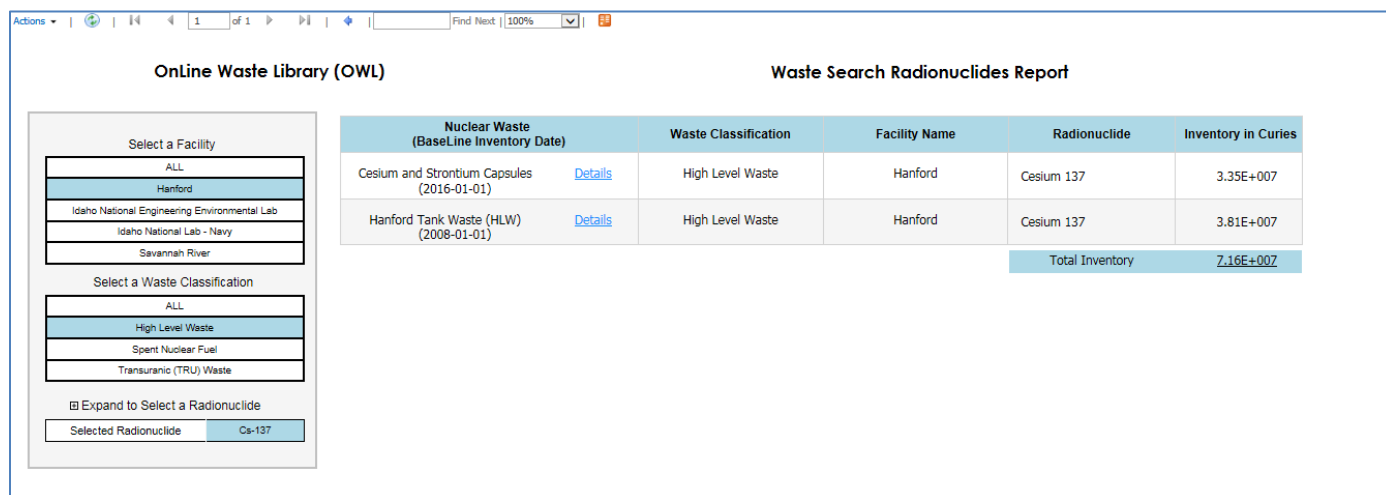 Actions
1 of 1
Find Next
100%
OnLine Waste Library (OWL)
Waste Search Radionuclides Report
Select a Facility
ALL
Hanford
Idaho National Engineering Environmental Lab
Idaho National Lab - Navy
Savannah River
Select a Waste Classification
ALL
High Level Waste
Spent Nuclear Fuel
Transuranic (TRU) Waste
Expand to Select a Radionuclide
Selected Radionuclide Cs-137
Nuclear Waste
(BaseLine Inventory Date)
Waste Classification
Facility Name
Radionuclide
Inventory in Curies
Cesium and Strontium Capsules
(2016-01-01)
Details
High Level Waste
Hanford
Cesium 137
3.35E+007
Hanford Tank Waste (HLW)
(2008-01-01)
Details
High Level Waste
Hanford
Cesium 137
3.81E+007
Total Inventory
7.16E+007